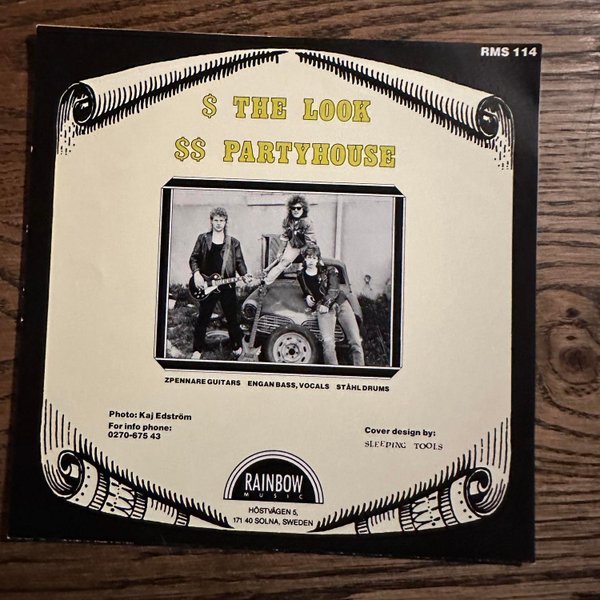 RMS 114
$ THE LOOK
$$ PARTYHOUSE
ZPENNARE GUITARS ENGAN BASS, VOCALS STÅHL DRUMS
Photo: Kaj Edström
For info phone:
0270-675 43
Cover design by:
SLEEPING TOOLS
RAINBOW
MUSIC
HÖSTVÄGEN 5,
171 40 SOLNA, SWEDEN